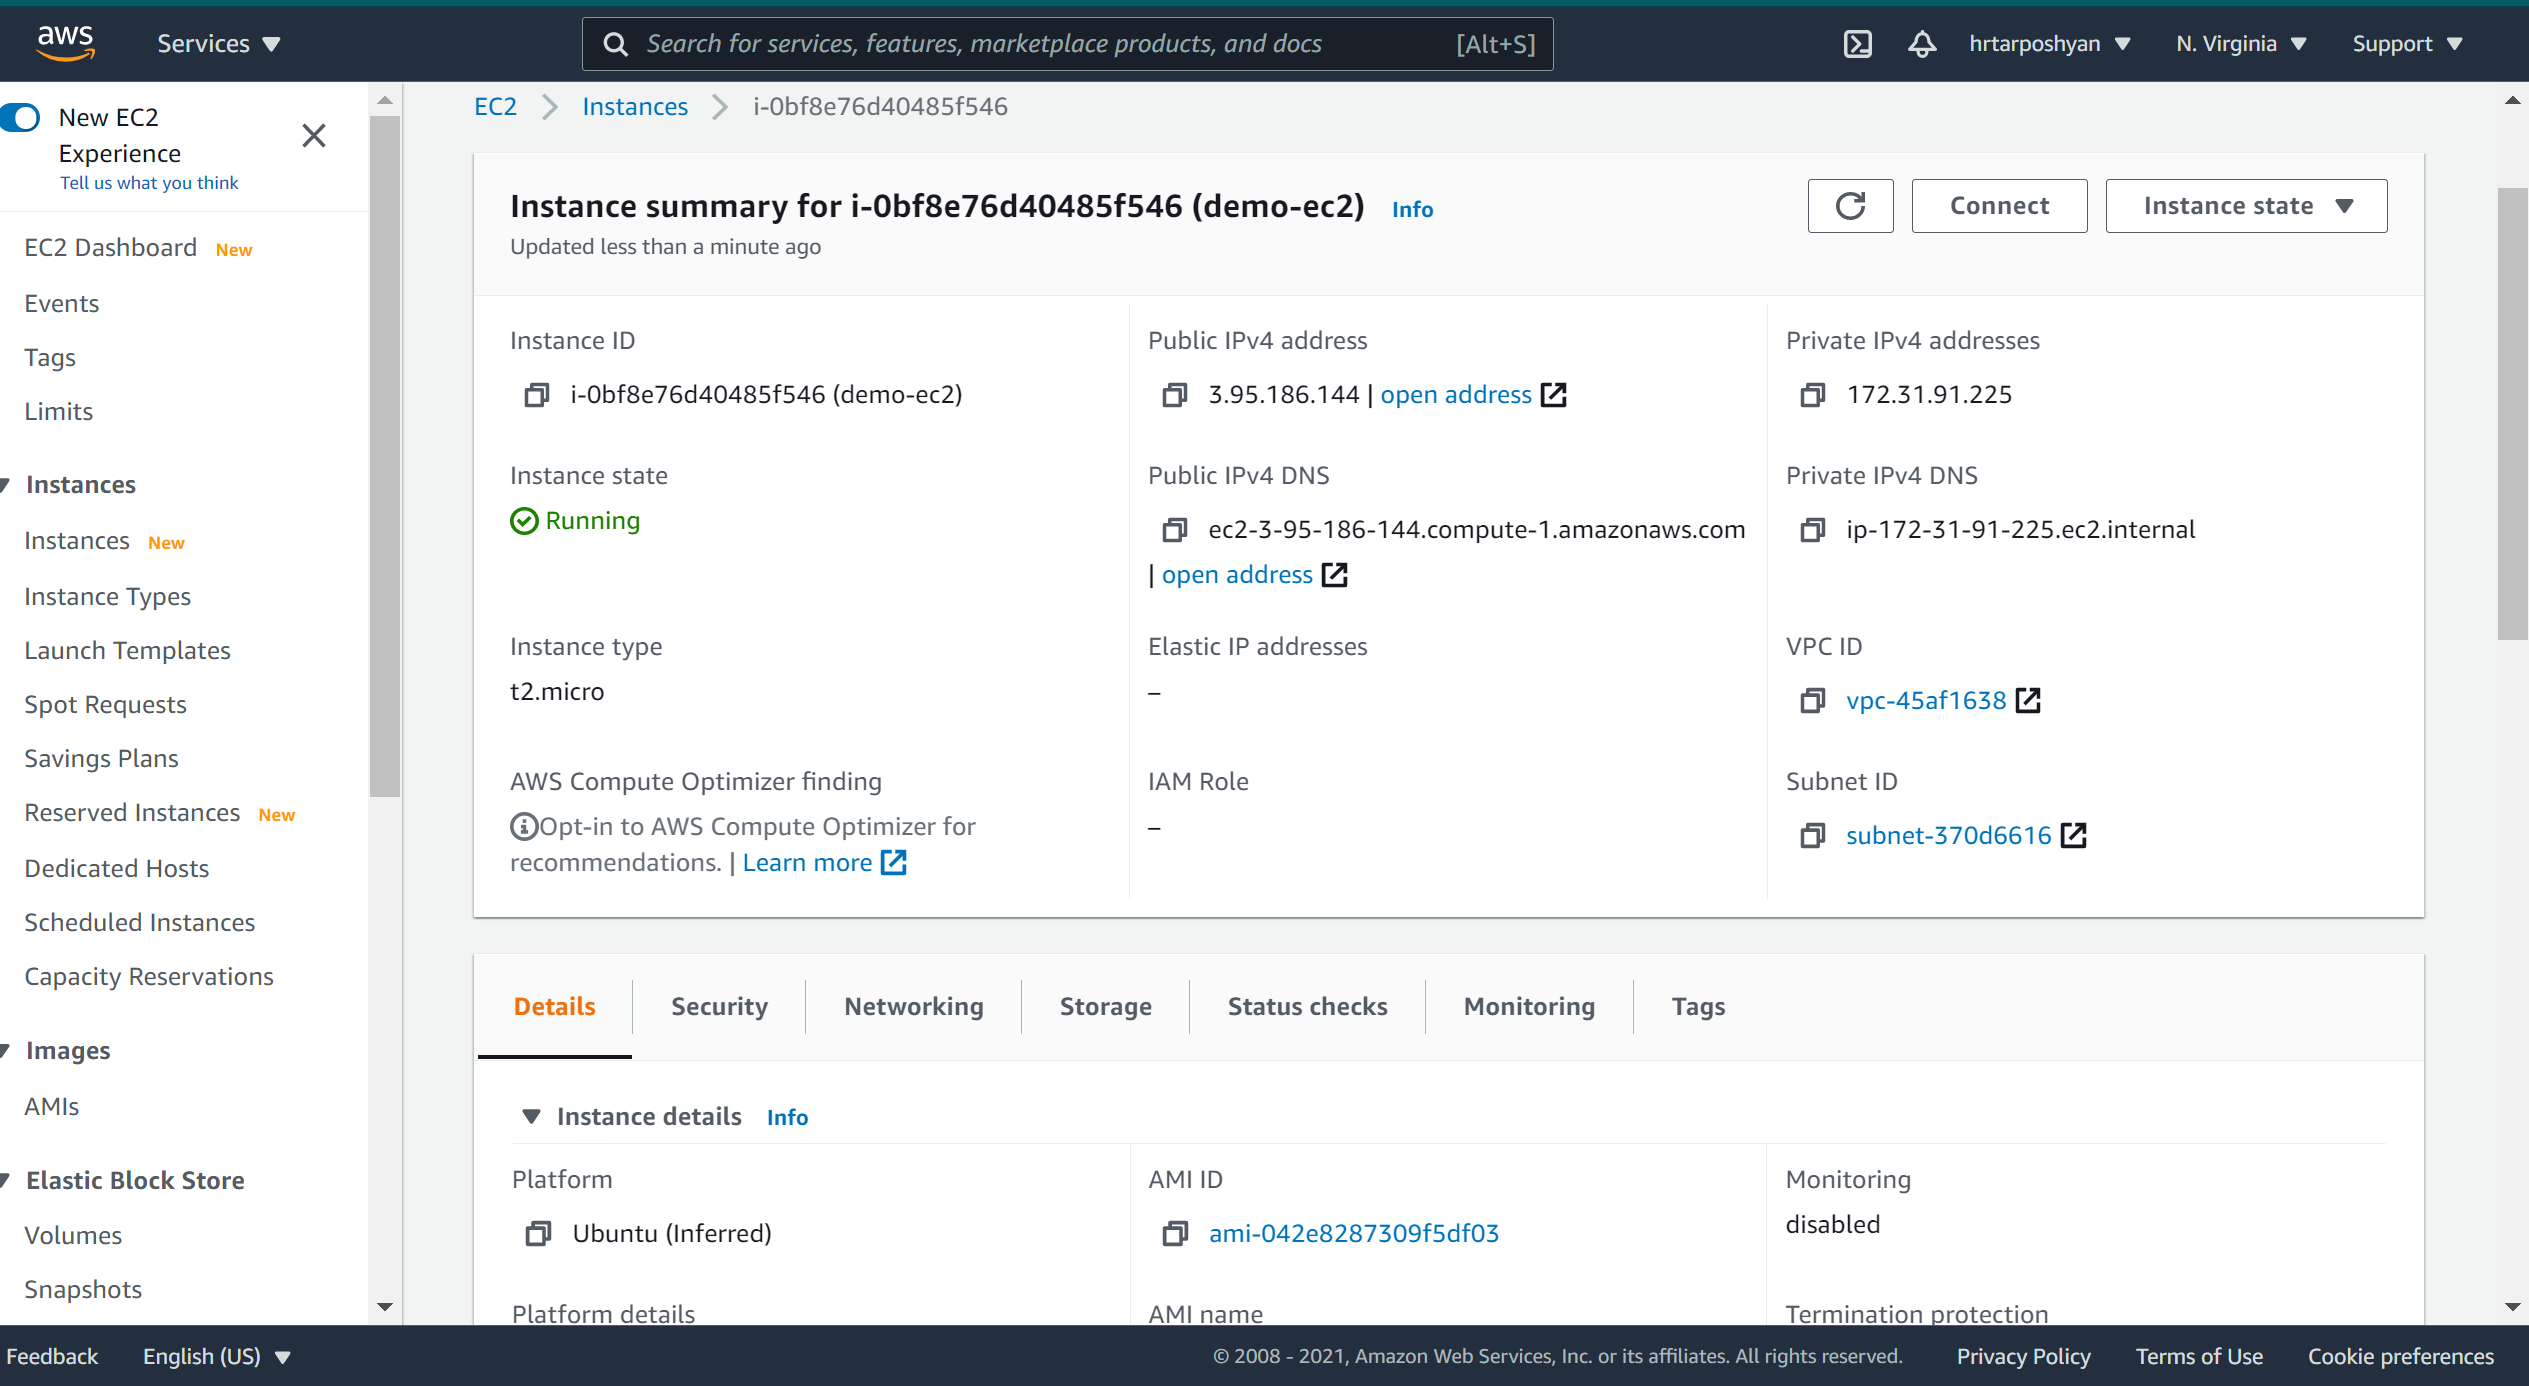 aws
Services
Search for services, features, marketplace products, and docs
[Alt+S]
hrtarposhyan
N. Virginia
Support
New EC2
Experience
Tell us what you think
EC2 Dashboard New
Events
Tags
Limits
Instances
Instances New
Instance Types
Launch Templates
Spot Requests
Savings Plans
Reserved Instances New
Dedicated Hosts
Scheduled Instances
Capacity Reservations
Images
AMIs
Elastic Block Store
Volumes
Snapshots
EC2 > Instances > i-0bf8e76d40485f546
Instance summary for i-0bf8e76d40485f546 (demo-ec2) Info
Updated less than a minute ago
Connect
Instance state
Instance ID
i-0bf8e76d40485f546 (demo-ec2)
Public IPv4 address
3.95.186.144 | open address
Private IPv4 addresses
172.31.91.225
Instance state
Running
Public IPv4 DNS
ec2-3-95-186-144.compute-1.amazonaws.com
| open address
Private IPv4 DNS
ip-172-31-91-225.ec2.internal
Instance type
t2.micro
Elastic IP addresses
–
VPC ID
vpc-45af1638
AWS Compute Optimizer finding
Opt-in to AWS Compute Optimizer for
recommendations. | Learn more
IAM Role
–
Subnet ID
subnet-370d6616
Details
Security
Networking
Storage
Status checks
Monitoring
Tags
Instance details Info
Platform
Ubuntu (Inferred)
AMI ID
ami-042e8287309f5df03
Monitoring
disabled
Platform details
AMI name
Termination protection
Feedback
English (US)
© 2008 - 2021, Amazon Web Services, Inc. or its affiliates. All rights reserved.
Privacy Policy
Terms of Use
Cookie preferences